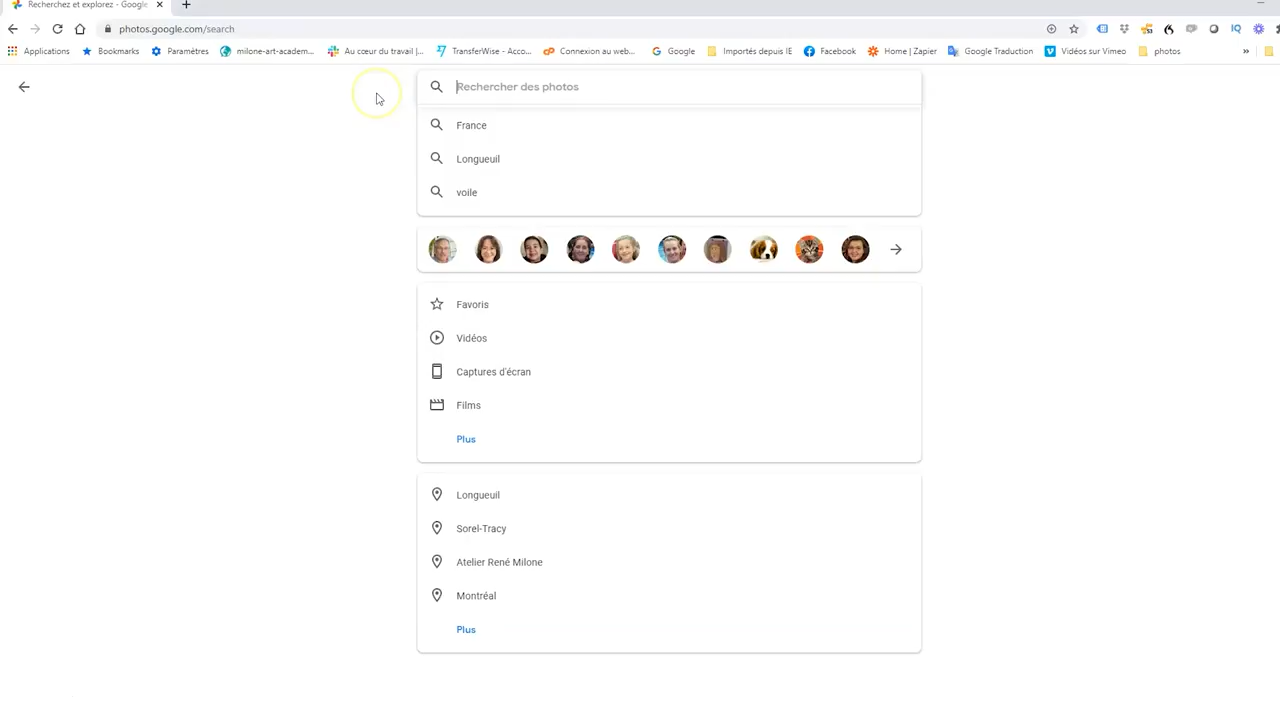 Recherchez et explorez - Google
photos.google.com/search
Applications Bookmarks Paramètres milone-art-academ... Au cœur du travail |... TransferWise - Acco... Connexion au web... Google Importés depuis IE Facebook Home | Zapier Google Traduction Vidéos sur Vimeo photos »
Rechercher des photos
France
Longueuil
voile
Favoris
Vidéos
Captures d'écran
Films
Plus
Longueuil
Sorel-Tracy
Atelier René Milone
Montréal
Plus